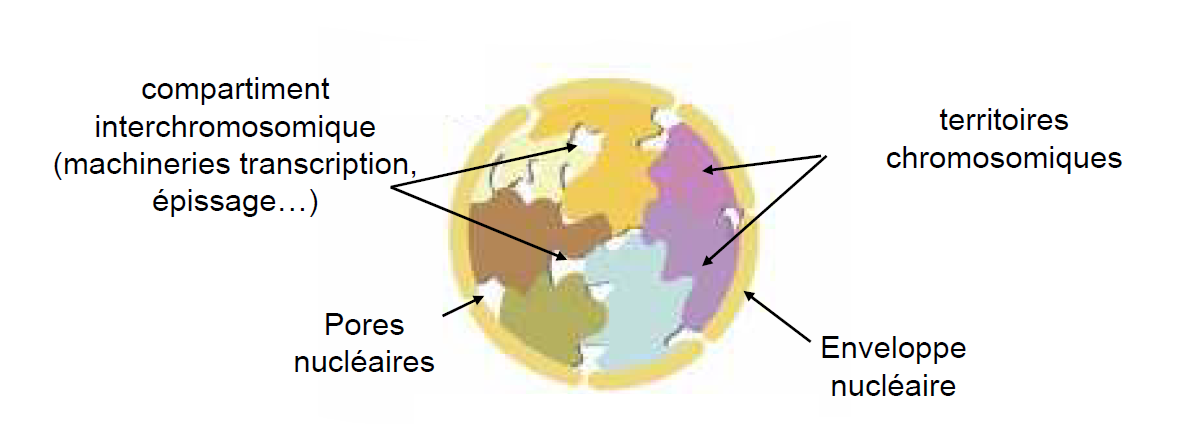 compartiment
interchromosomique
(machineries transcription,
épissage…)
territoires
chromosomiques
Pores
nucléaires
Enveloppe
nucléaire